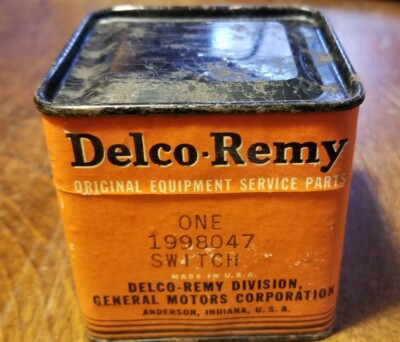 Delco-Remy
ORIGINAL EQUIPMENT SERVICE PARTS
ONE
1998047
SWITCH
MADE IN U.S.A.
DELCO-REMY DIVISION,
GENERAL MOTORS CORPORATION
ANDERSON, INDIANA, U. S. A.